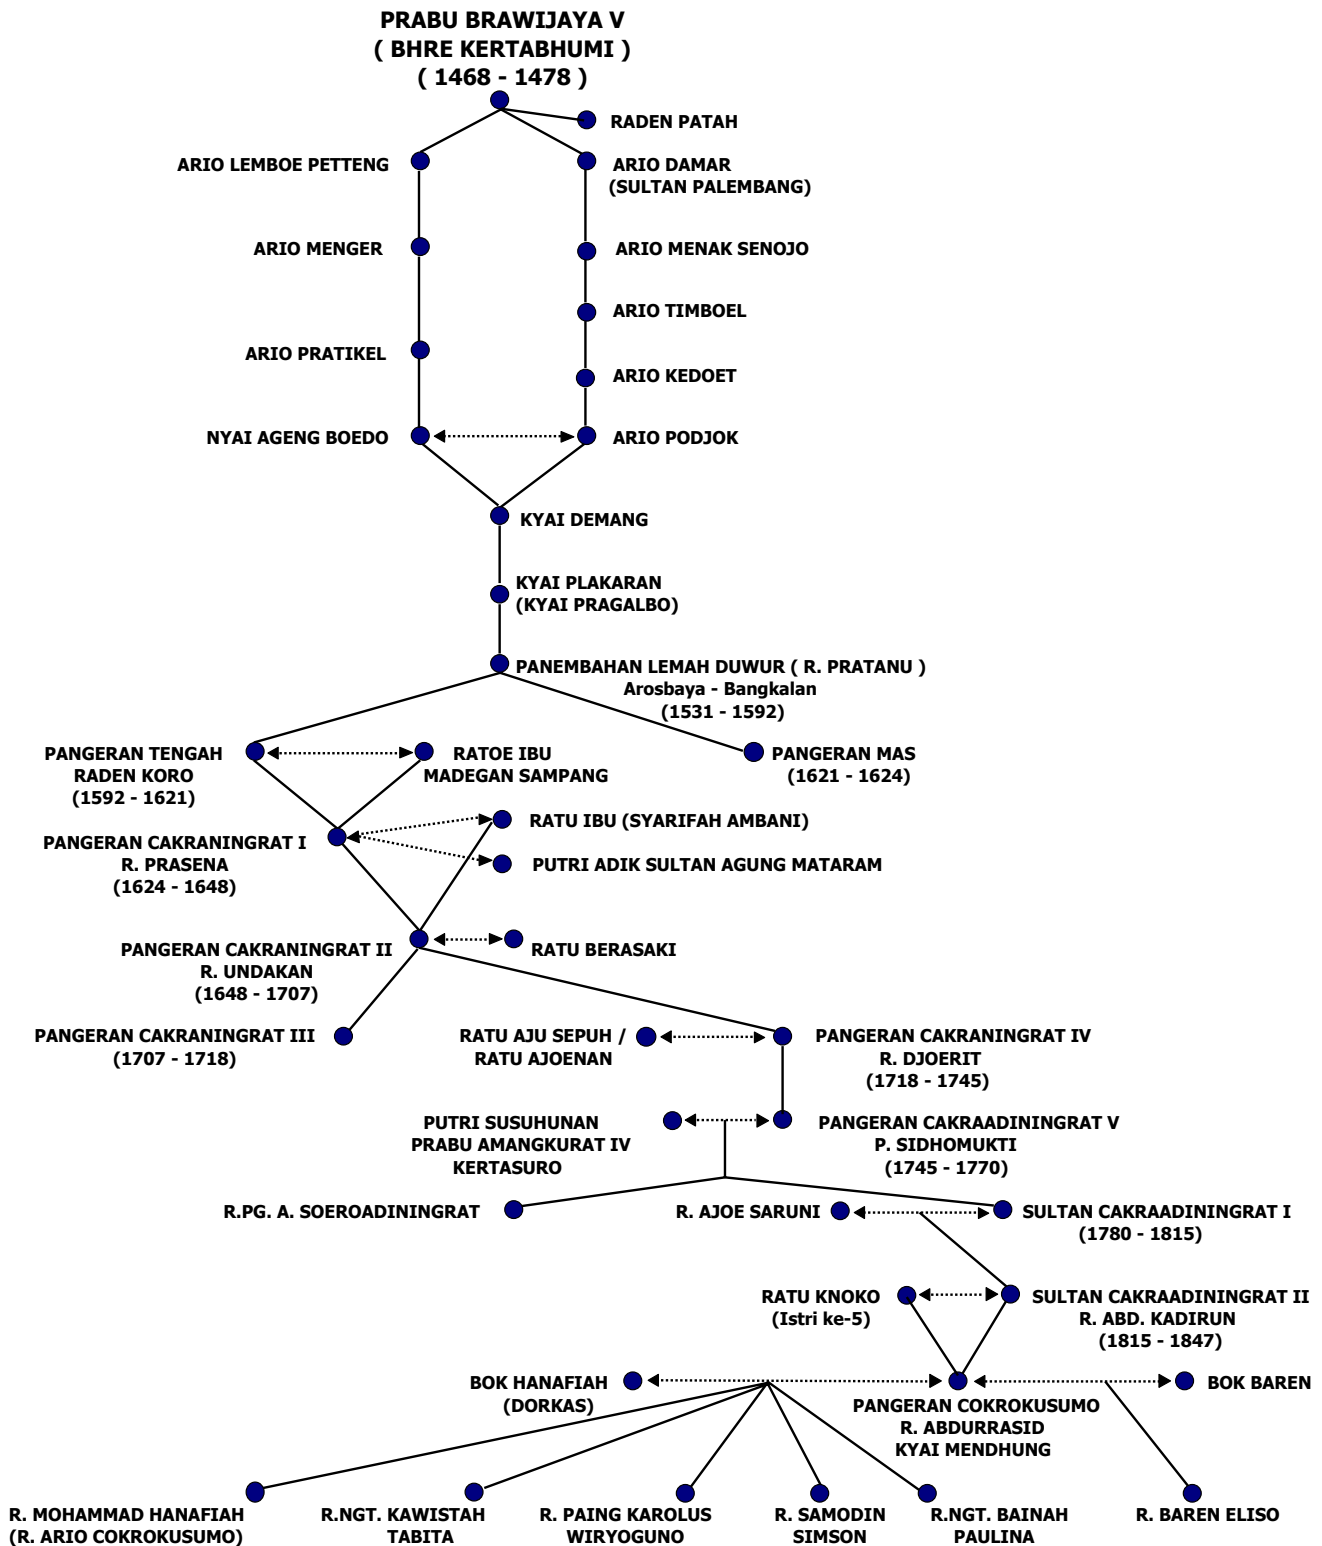 PRABU BRAWIJAYA V
( BHRE KERTABHUMI )
( 1468 - 1478 )
RADEN PATAH
ARIO LEMBOE PETTENG
ARIO DAMAR
(SULTAN PALEMBANG)
ARIO MENGER
ARIO MENAK SENOJO
ARIO TIMBOEL
ARIO PRATIKEL
ARIO KEDOET
NYAI AGENG BOEDO
ARIO PODJOK
KYAI DEMANG
KYAI PLAKARAN
(KYAI PRAGALBO)
PANEMBAHAN LEMAH DUWUR ( R. PRATANU )
Arosbaya - Bangkalan
(1531 - 1592)
PANGERAN TENGAH
RADEN KORO
(1592 - 1621)
RATOE IBU
MADEGAN SAMPANG
PANGERAN MAS
(1621 - 1624)
PANGERAN CAKRANINGRAT I
R. PRASENA
(1624 - 1648)
RATU IBU (SYARIFAH AMBANI)
PUTRI ADIK SULTAN AGUNG MATARAM
PANGERAN CAKRANINGRAT II
R. UNDAKAN
(1648 - 1707)
RATU BERASAKI
PANGERAN CAKRANINGRAT III
(1707 - 1718)
RATU AJU SEPUH /
RATU AJOENAN
PANGERAN CAKRANINGRAT IV
R. DJOERIT
(1718 - 1745)
PUTRI SUSUHUNAN
PRABU AMANGKURAT IV
KERTASURO
PANGERAN CAKRAADININGRAT V
P. SIDHOMUKTI
(1745 - 1770)
R.PG. A. SOEROADININGRAT
R. AJOE SARUNI
SULTAN CAKRAADININGRAT I
(1780 - 1815)
RATU KNOKO
(Istri ke-5)
SULTAN CAKRAADININGRAT II
R. ABD. KADIRUN
(1815 - 1847)
BOK HANAFIAH
(DORKAS)
PANGERAN COKROKUSUMO
R. ABDURRASID
KYAI MENDHUNG
BOK BAREN
R. MOHAMMAD HANAFIAH
(R. ARIO COKROKUSUMO)
R.NGT. KAWISTAH
TABITA
R. PAING KAROLUS
WIRYOGUNO
R. SAMODIN
SIMSON
R.NGT. BAINAH
PAULINA
R. BAREN ELISO